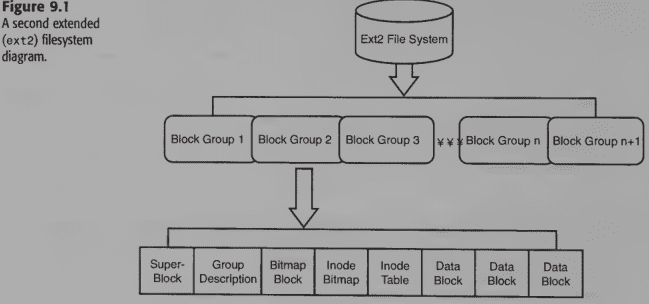 Figure 9.1
A second extended
(ext2) filesystem
diagram.
Ext2 File System
Block Group 1 Block Group 2 Block Group 3 ¥ ¥ ¥ Block Group n Block Group n+1
Super-
Block
Group
Description
Bitmap
Block
Inode
Bitmap
Inode
Table
Data
Block
Data
Block
Data
Block